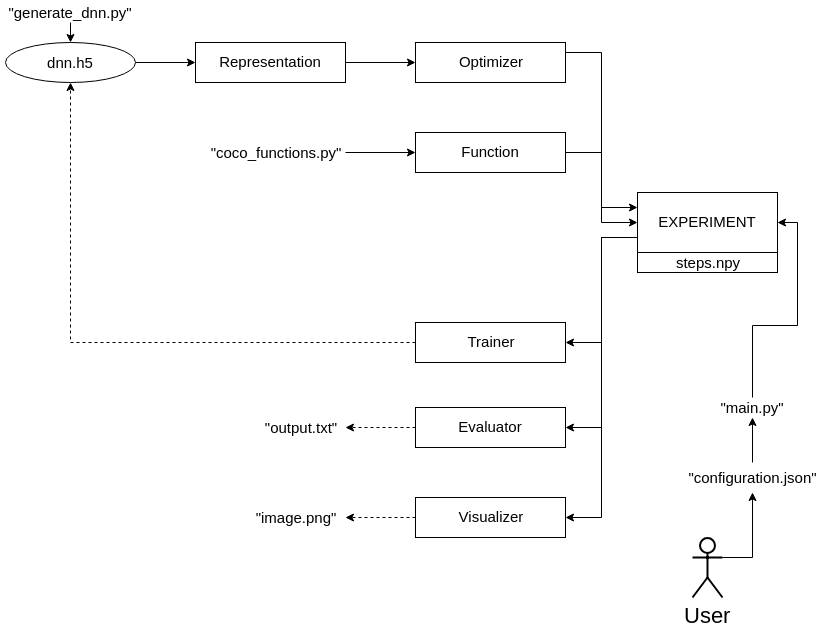 "generate_dnn.py"
dnn.h5
Representation
Optimizer
"coco_functions.py"
Function
EXPERIMENT
steps.npy
Trainer
"main.py"
"output.txt"
Evaluator
"configuration.json"
"image.png"
Visualizer
User